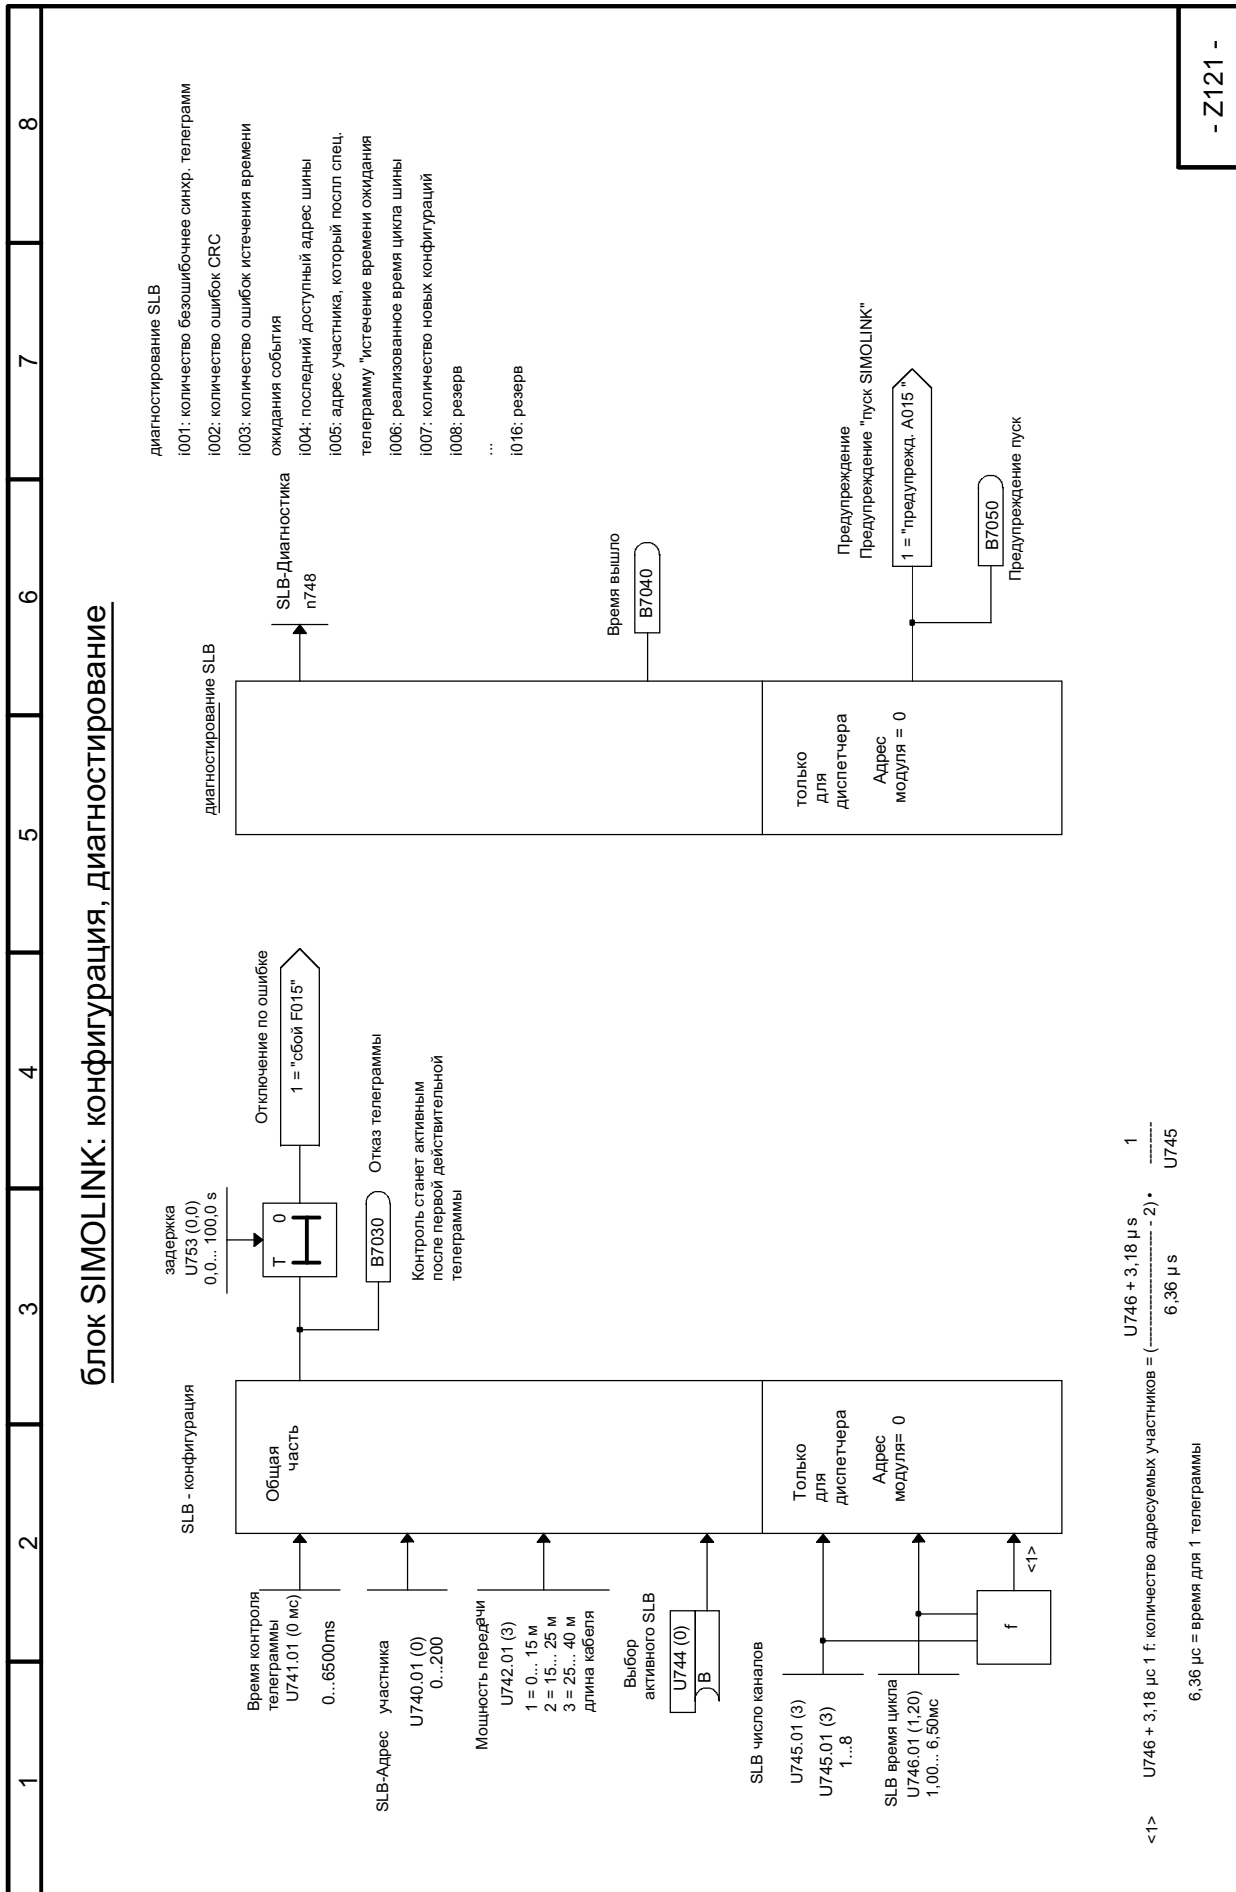 1 2 3 4 5 6 7 8
блок SIMOLINK: конфигурация, диагностирование
SLB - конфигурация
Общая
часть
Время контроля
телеграммы
U741.01 (0 мс)
0...6500ms
SLB-Адрес участника
U740.01 (0)
0...200
Мощность передачи
U742.01 (3)
1 = 0... 15 м
2 = 15... 25 м
3 = 25... 40 м
длина кабеля
Выбор
активного SLB
U744 (0)
B
SLB число каналов
U745.01 (3)
U745.01 (3)
1...8
SLB время цикла
U746.01 (1,20)
1,00... 6,50мс
f
<1>
Только
для
диспетчера
Адрес
модуля= 0
задержка
U753 (0,0)
0,0... 100,0 s
T 0
Отключение по ошибке
1 = "сбой F015"
B7030
Отказ телеграммы
Контроль станет активным
после первой действительной
телеграммы
диагностирование SLB
SLB-Диагностика
n748
диагностирование SLB
i001: количество безошибочнее синхр. телеграмм
i002: количество ошибок CRC
i003: количество ошибок истечения времени
ожидания события
i004: последний доступный адрес шины
i005: адрес участника, который послл спец.
телеграмму "истечение времени ожидания
i006: реализованное время цикла шины
i007: количество новых конфигураций
i008: резерв
...
i016: резерв
Время вышло
B7040
только
для
диспетчера
Адрес
модуля = 0
Предупреждение
Предупреждение "пуск SIMOLINK"
1 = "предупрежд. A015 "
B7050
Предупреждение пуск
U746 + 3,18 µ s 1
<1> U746 + 3,18 µс 1 f: количество адресуемых участников = (------------------- - 2) • --------
6,36 µ s U745
6,36 µс = время для 1 телеграммы
- Z121 -